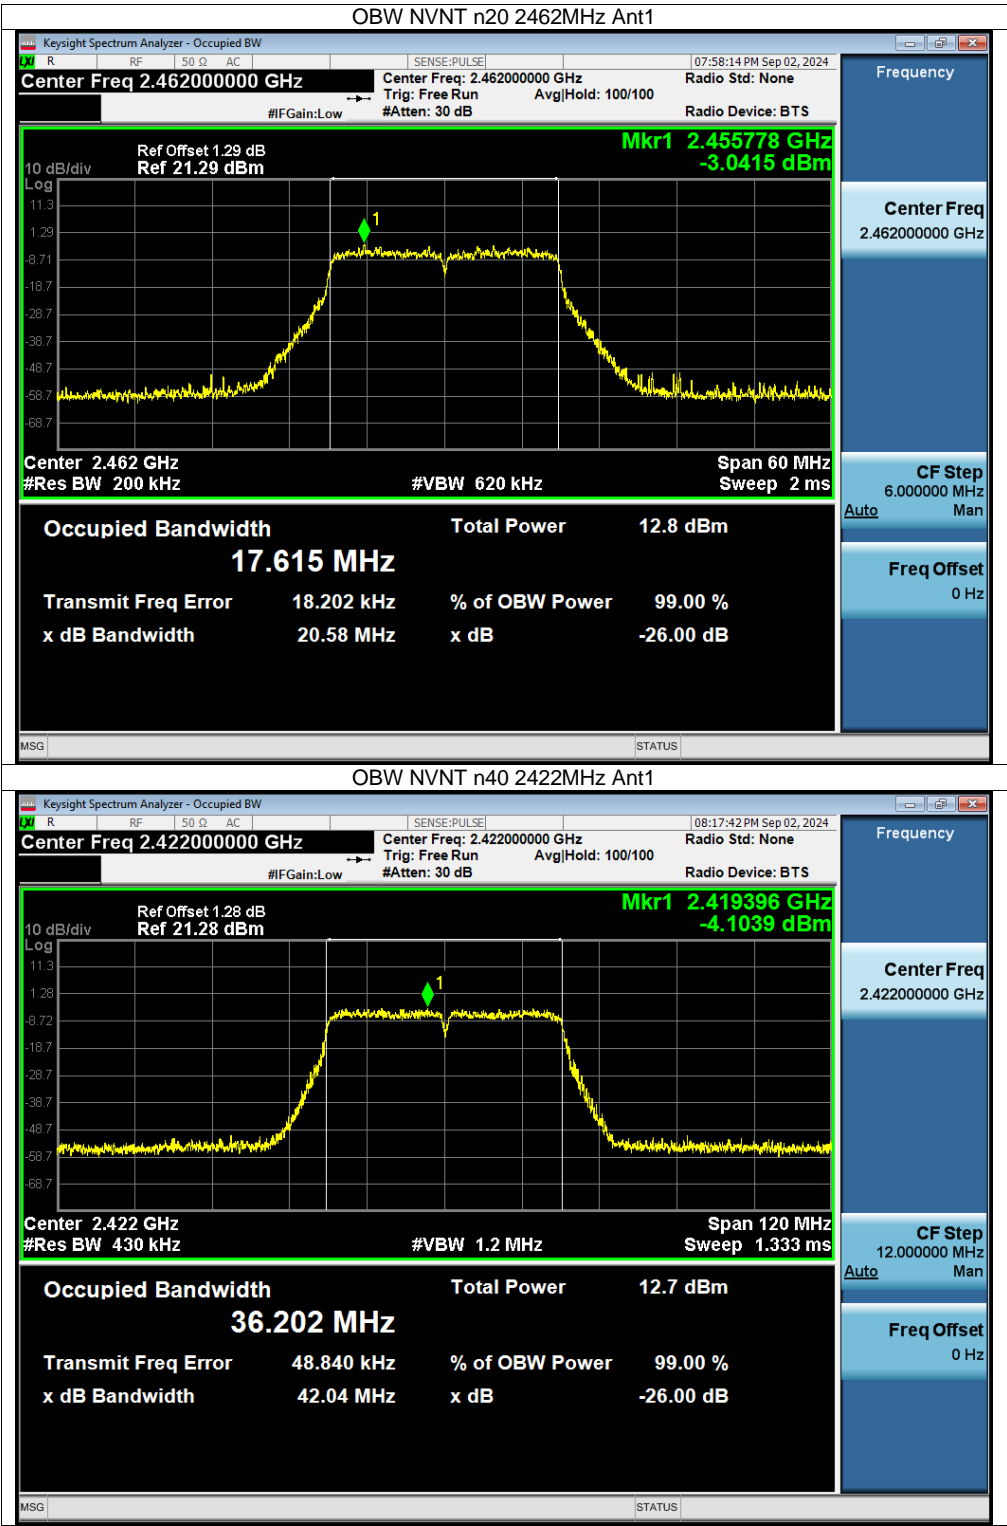 OBW NVNT n20 2462MHz Ant1
Keysight Spectrum Analyzer - Occupied BW
LXI R RF 50 Ω AC SENSE:PULSE 07:58:14 PM Sep 02, 2024
Center Freq 2.462000000 GHz
Center Freq: 2.462000000 GHz
Radio Std: None
Trig: Free Run Avg|Hold: 100/100
#IFGain:Low
#Atten: 30 dB
Radio Device: BTS
Frequency
Mkr1 2.455778 GHz
-3.0415 dBm
Ref Offset 1.29 dB
10 dB/div Ref 21.29 dBm
Log
11.3
1.29
-8.71
-18.7
-28.7
-38.7
-48.7
-58.7
-68.7
1
Center 2.462 GHz
Span 60 MHz
#Res BW 200 kHz
#VBW 620 kHz
Sweep 2 ms
Center Freq
2.462000000 GHz
CF Step
6.000000 MHz
Auto Man
Freq Offset
0 Hz
Occupied Bandwidth
17.615 MHz
Total Power 12.8 dBm
Transmit Freq Error 18.202 kHz % of OBW Power 99.00 %
x dB Bandwidth 20.58 MHz x dB -26.00 dB
MSG STATUS
OBW NVNT n40 2422MHz Ant1
Keysight Spectrum Analyzer - Occupied BW
LXI R RF 50 Ω AC SENSE:PULSE 08:17:42 PM Sep 02, 2024
Center Freq 2.422000000 GHz
Center Freq: 2.422000000 GHz
Radio Std: None
Trig: Free Run Avg|Hold: 100/100
#IFGain:Low
#Atten: 30 dB
Radio Device: BTS
Frequency
Mkr1 2.419396 GHz
-4.1039 dBm
Ref Offset 1.28 dB
10 dB/div Ref 21.28 dBm
Log
11.3
1.28
-8.72
-18.7
-28.7
-38.7
-48.7
-58.7
-68.7
1
Center 2.422 GHz
Span 120 MHz
#Res BW 430 kHz
#VBW 1.2 MHz
Sweep 1.333 ms
Center Freq
2.422000000 GHz
CF Step
12.000000 MHz
Auto Man
Freq Offset
0 Hz
Occupied Bandwidth
36.202 MHz
Total Power 12.7 dBm
Transmit Freq Error 48.840 kHz % of OBW Power 99.00 %
x dB Bandwidth 42.04 MHz x dB -26.00 dB
MSG STATUS